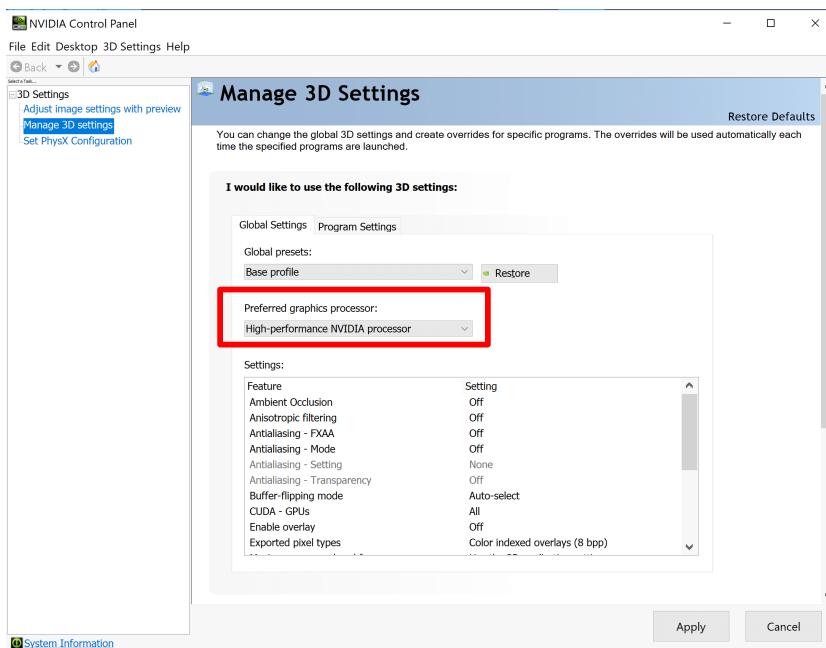 NVIDIA Control Panel
File Edit Desktop 3D Settings Help
Back
Select a Task...
3D Settings
Adjust image settings with preview
Manage 3D settings
Set PhysX Configuration
Manage 3D Settings
Restore Defaults
You can change the global 3D settings and create overrides for specific programs. The overrides will be used automatically each
time the specified programs are launched.
I would like to use the following 3D settings:
Global Settings Program Settings
Global presets:
Base profile Restore
Preferred graphics processor:
High-performance NVIDIA processor
Settings:
Feature Setting
Ambient Occlusion Off
Anisotropic filtering Off
Antialiasing - FXAA Off
Antialiasing - Mode Off
Antialiasing - Setting None
Antialiasing - Transparency Off
Buffer-flipping mode Auto-select
CUDA - GPUs All
Enable overlay Off
Exported pixel types Color indexed overlays (8 bpp)
Apply Cancel
System Information